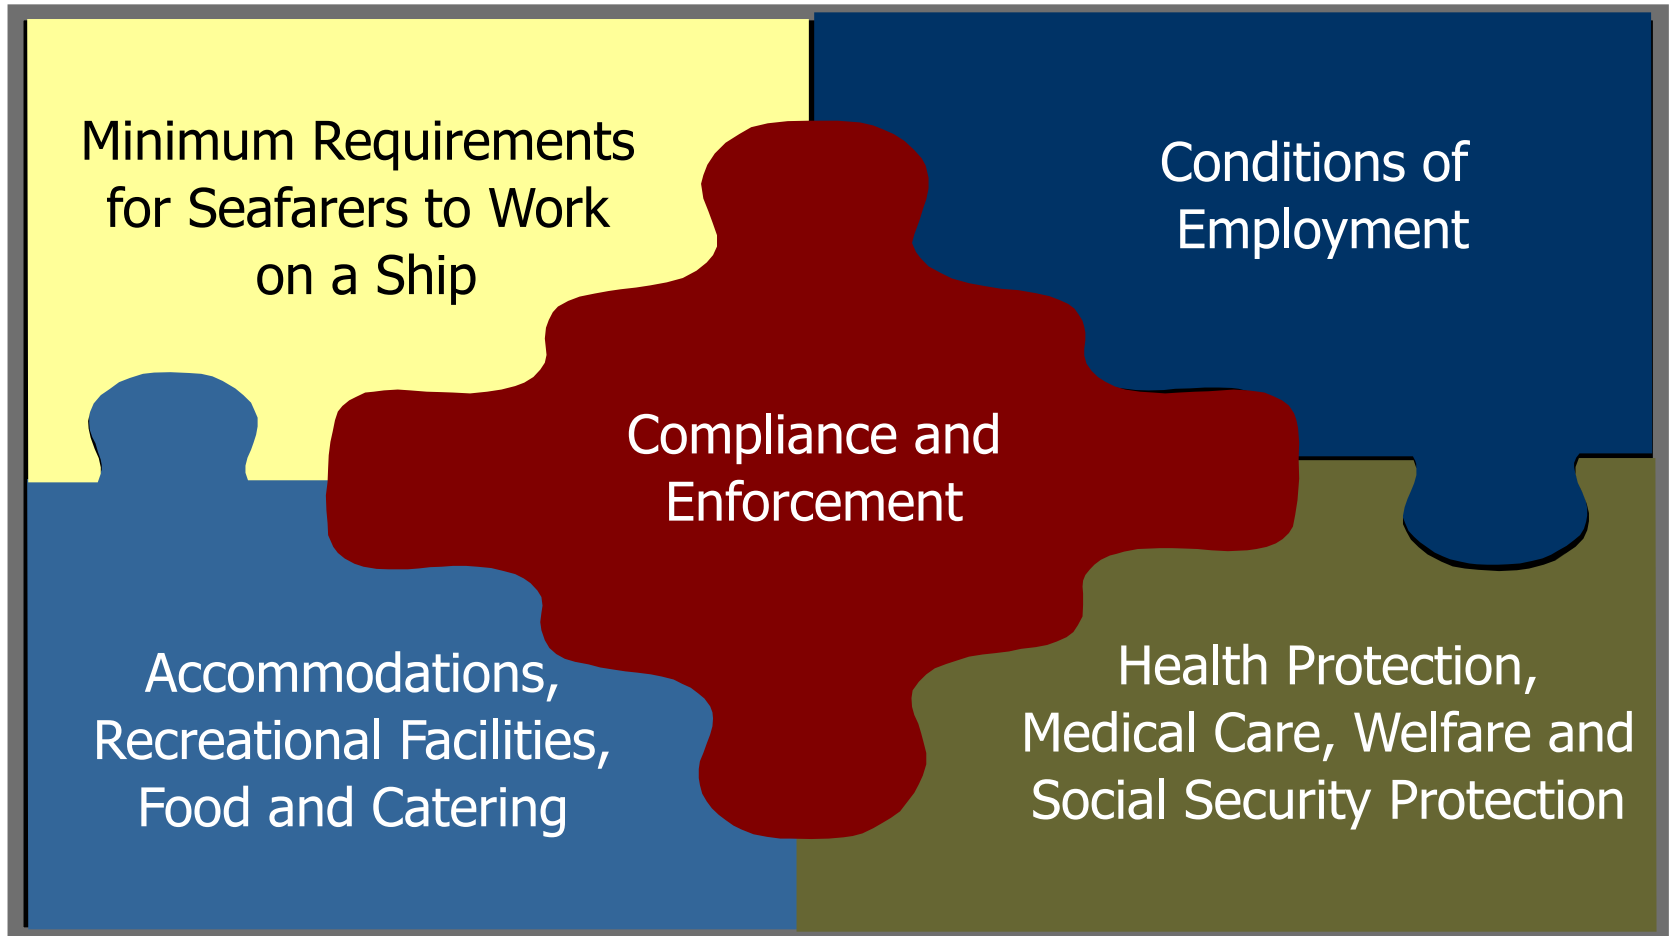 Minimum Requirements
for Seafarers to Work
on a Ship
Conditions of
Employment
Compliance and
Enforcement
Accommodations,
Recreational Facilities,
Food and Catering
Health Protection,
Medical Care, Welfare and
Social Security Protection